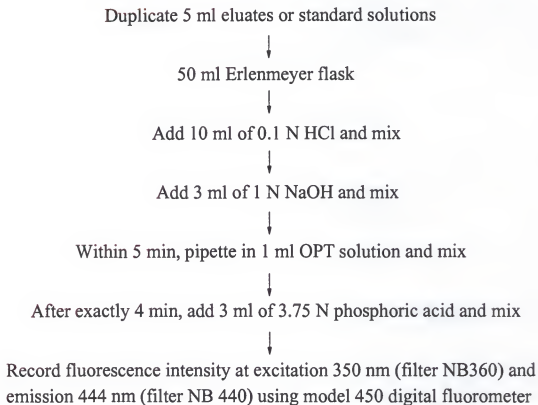 Duplicate 5 ml eluates or standard solutions
50 ml Erlenmeyer flask
Add 10 ml of 0.1 N HCl and mix
Add 3 ml of 1 N NaOH and mix
Within 5 min, pipette in 1 ml OPT solution and mix
After exactly 4 min, add 3 ml of 3.75 N phosphoric acid and mix
Record fluorescence intensity at excitation 350 nm (filter NB360) and
emission 444 nm (filter NB 440) using model 450 digital fluorometer